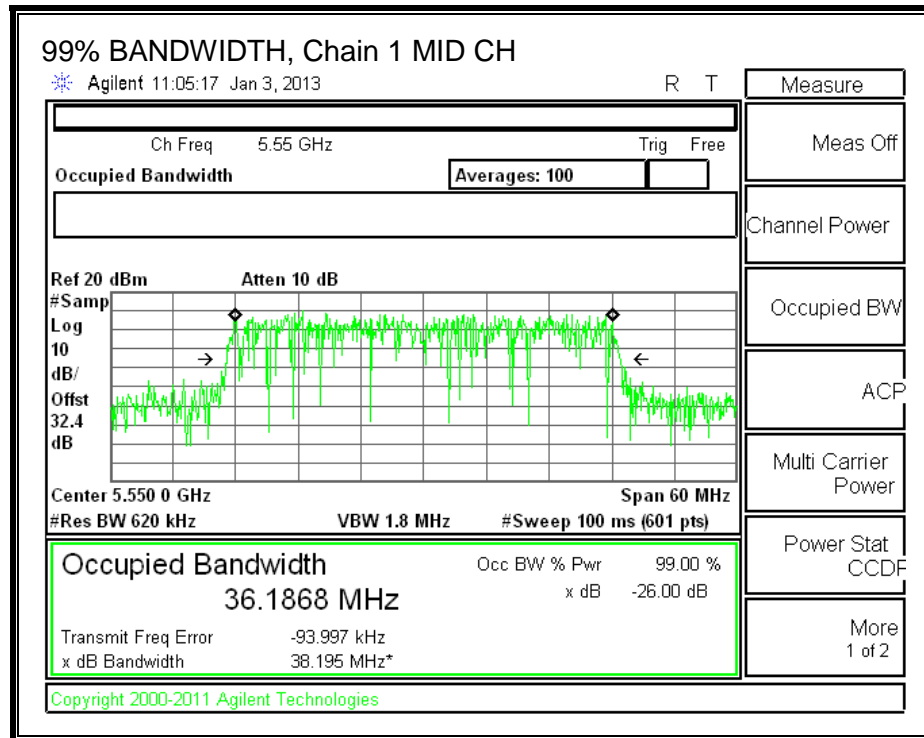 99% BANDWIDTH, Chain 1 MID CH
Agilent 11:05:17 Jan 3, 2013 R T
Measure
Ch Freq 5.55 GHz Trig Free
Occupied Bandwidth Averages: 100
Meas Off
Channel Power
Occupied BW
ACP
Multi Carrier
Power
Power Stat
CCDF
More
1 of 2
Ref 20 dBm Atten 10 dB
#Samp
Log
10
dB/
Offst
32.4
dB
Center 5.550 0 GHz Span 60 MHz
#Res BW 620 kHz VBW 1.8 MHz #Sweep 100 ms (601 pts)
Occupied Bandwidth Occ BW % Pwr 99.00 %
36.1868 MHz x dB -26.00 dB
Transmit Freq Error -93.997 kHz
x dB Bandwidth 38.195 MHz*
Copyright 2000-2011 Agilent Technologies